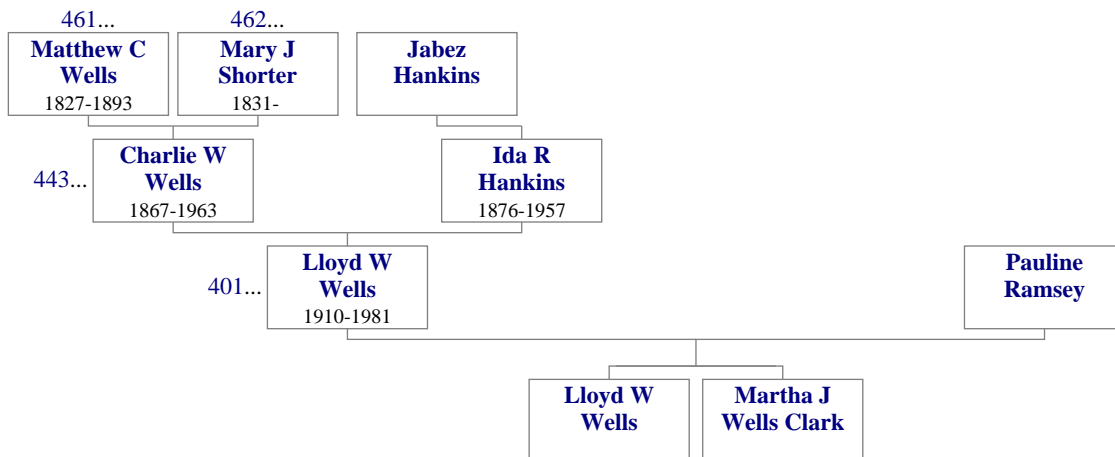 461...
462...
Matthew C
Wells
1827-1893
Mary J
Shorter
1831-
Jabez
Hankins
443...
Charlie W
Wells
1867-1963
Ida R
Hankins
1876-1957
401...
Lloyd W
Wells
1910-1981
Pauline
Ramsey
Lloyd W
Wells
Martha J
Wells Clark